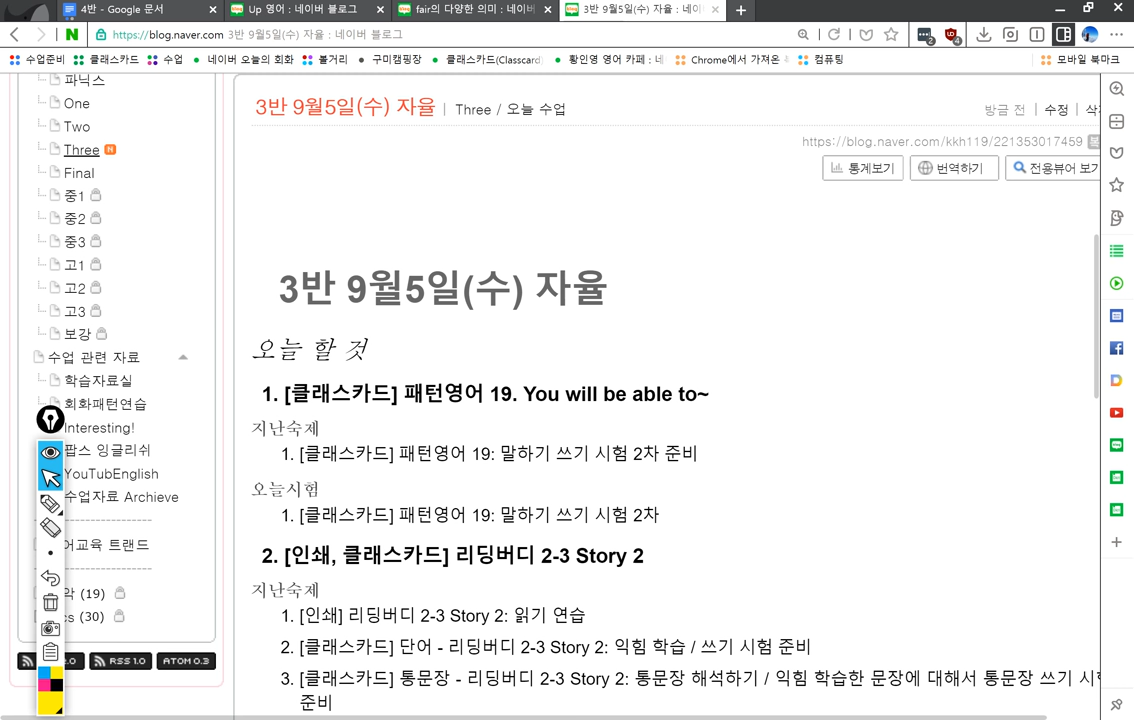 4반 - Google 문서
Up 영어 : 네이버 블로그
fair의 다양한 의미 : 네이버
3반 9월5일(수) 자율 : 네이
https://blog.naver.com 3반 9월5일(수) 자율 : 네이버 블로그
2
4
수업준비
클래스카드
수업
네이버 오늘의 회화
볼거리
구미캠핑장
클래스카드(Classcard
황인영 영어 카페 : 네
Chrome에서 가져온
컴퓨팅
모바일 북마크
파닉스
One
Two
Three N
Final
중1
중2
중3
고1
고2
고3
보강
수업 관련 자료
학습자료실
회화패턴연습
Interesting!
팝스 잉글리쉬
YouTubEnglish
수업자료 Archieve
어교육 트랜드
악 (19)
cs (30)
2.0
RSS 1.0
ATOM 0.3
3반 9월5일(수) 자율 | Three / 오늘 수업
방금 전 | 수정 | 삭
https://blog.naver.com/kkh119/221353017459
통계보기
번역하기
전용뷰어 보기
3반 9월5일(수) 자율
오늘 할 것
1. [클래스카드] 패턴영어 19. You will be able to~
지난숙제
1. [클래스카드] 패턴영어 19: 말하기 쓰기 시험 2차 준비
오늘시험
1. [클래스카드] 패턴영어 19: 말하기 쓰기 시험 2차
2. [인쇄, 클래스카드] 리딩버디 2-3 Story 2
지난숙제
1. [인쇄] 리딩버디 2-3 Story 2: 읽기 연습
2. [클래스카드] 단어 - 리딩버디 2-3 Story 2: 익힘 학습 / 쓰기 시험 준비
3. [클래스카드] 통문장 - 리딩버디 2-3 Story 2: 통문장 해석하기 / 익힘 학습한 문장에 대해서 통문장 쓰기 시험
준비